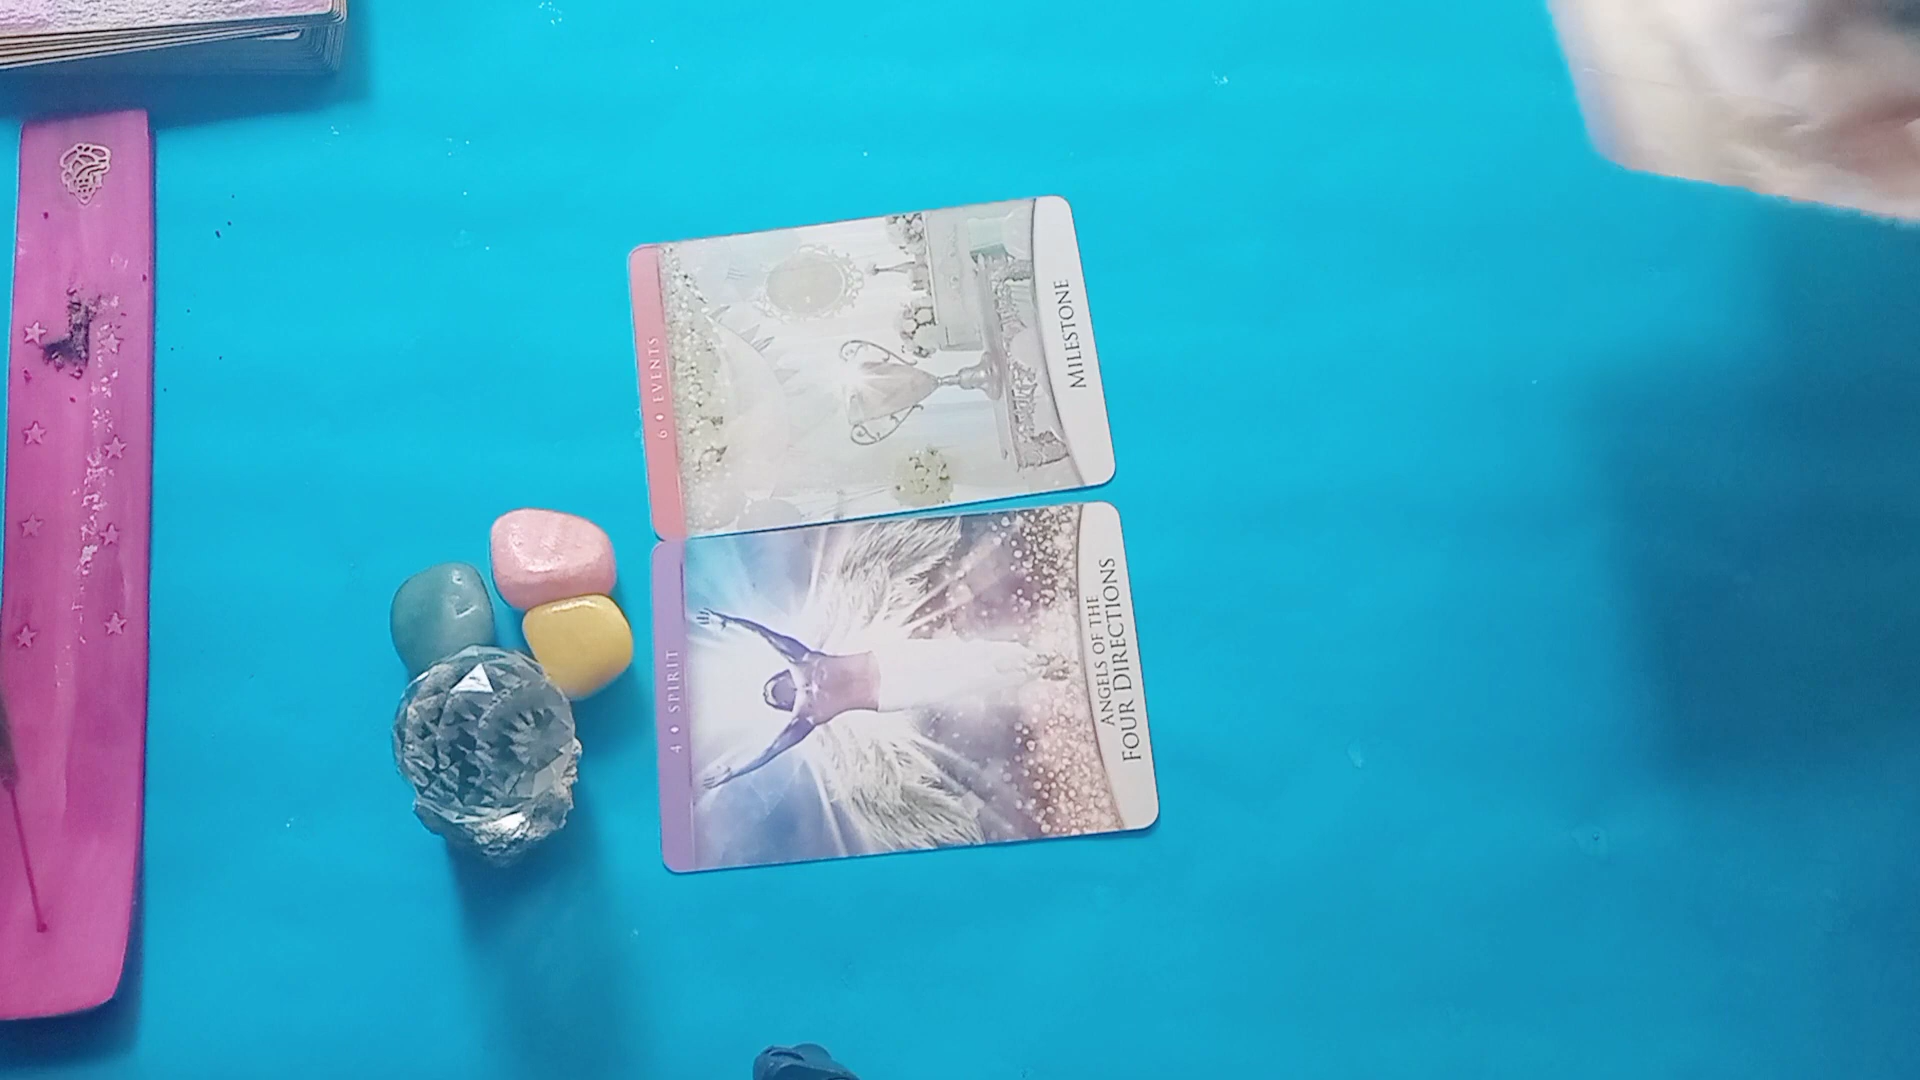 6 ♦ EVENTS
MILESTONE
4 ♦ SPIRIT
ANGELS OF THE
FOUR DIRECTIONS